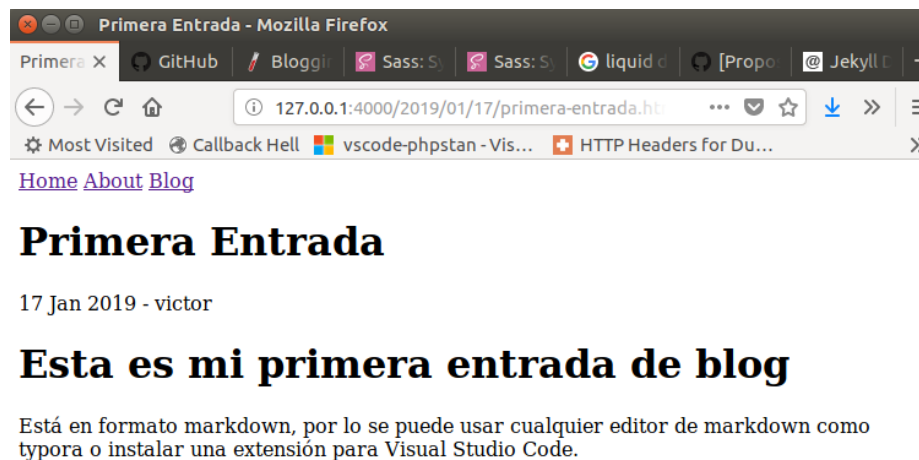 Primera Entrada - Mozilla Firefox
Primera GitHub Bloggin Sass: Sy Sass: Sy liquid d [Propo Jekyll D
127.0.0.1:4000/2019/01/17/primera-entrada.ht
Most Visited Callback Hell vscode-phpstan - Vis... HTTP Headers for Du...
Home About Blog
Primera Entrada
17 Jan 2019 - victor
Esta es mi primera entrada de blog
Está en formato markdown, por lo se puede usar cualquier editor de markdown como
typora o instalar una extensión para Visual Studio Code.